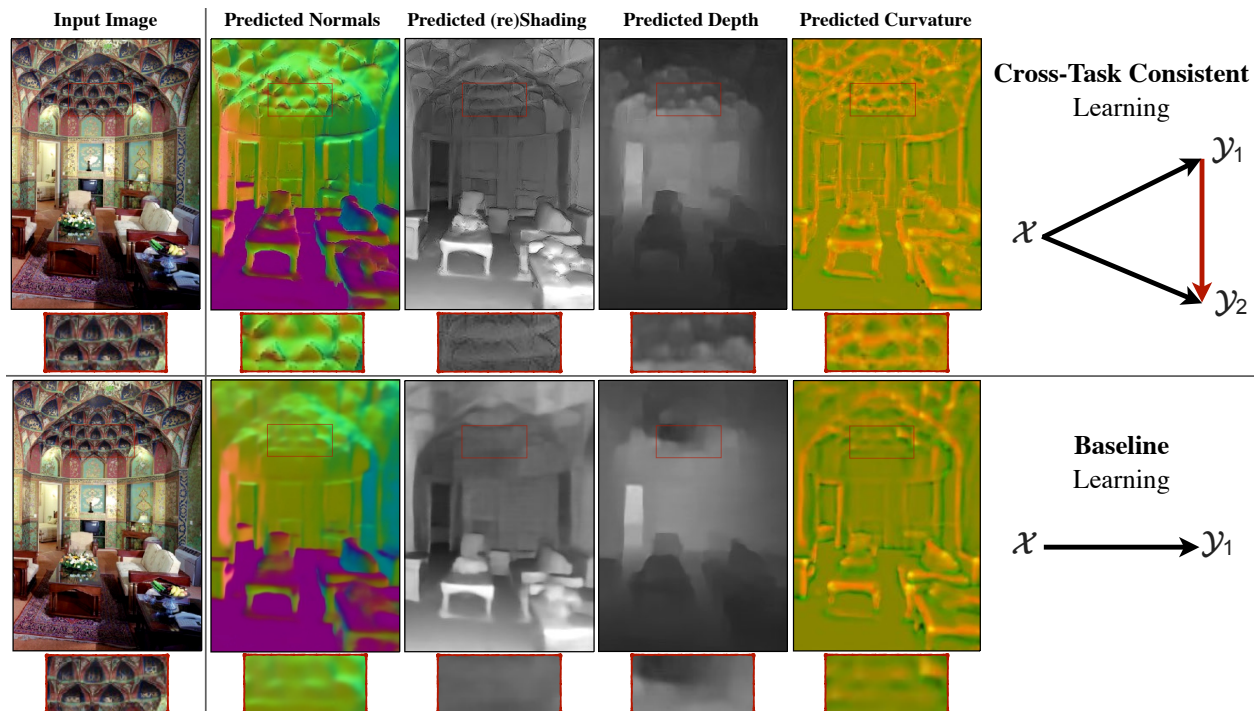 Input Image
Predicted Normals
Predicted (re)Shading
Predicted Depth
Predicted Curvature
Cross-Task Consistent
Learning
𝒳
𝒴1
𝒴2
Baseline
Learning
𝒳
𝒴1